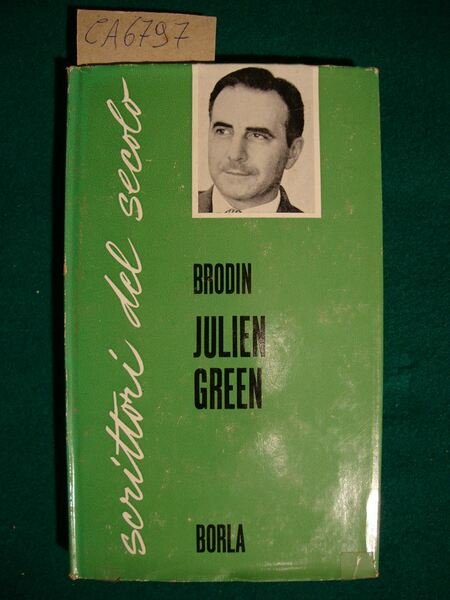 CA6797
scrittori del secolo
BRODIN
JULIEN
GREEN
BORLA